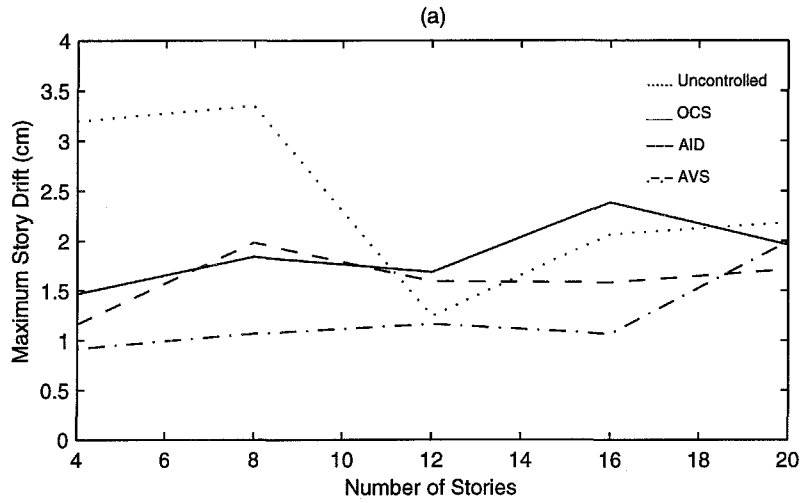 (a)
4
3.5
3
2.5
2
1.5
1
0.5
0
Maximum Story Drift (cm)
Uncontrolled
OCS
AID
AVS
4 6 8 10 12 14 16 18 20
Number of Stories